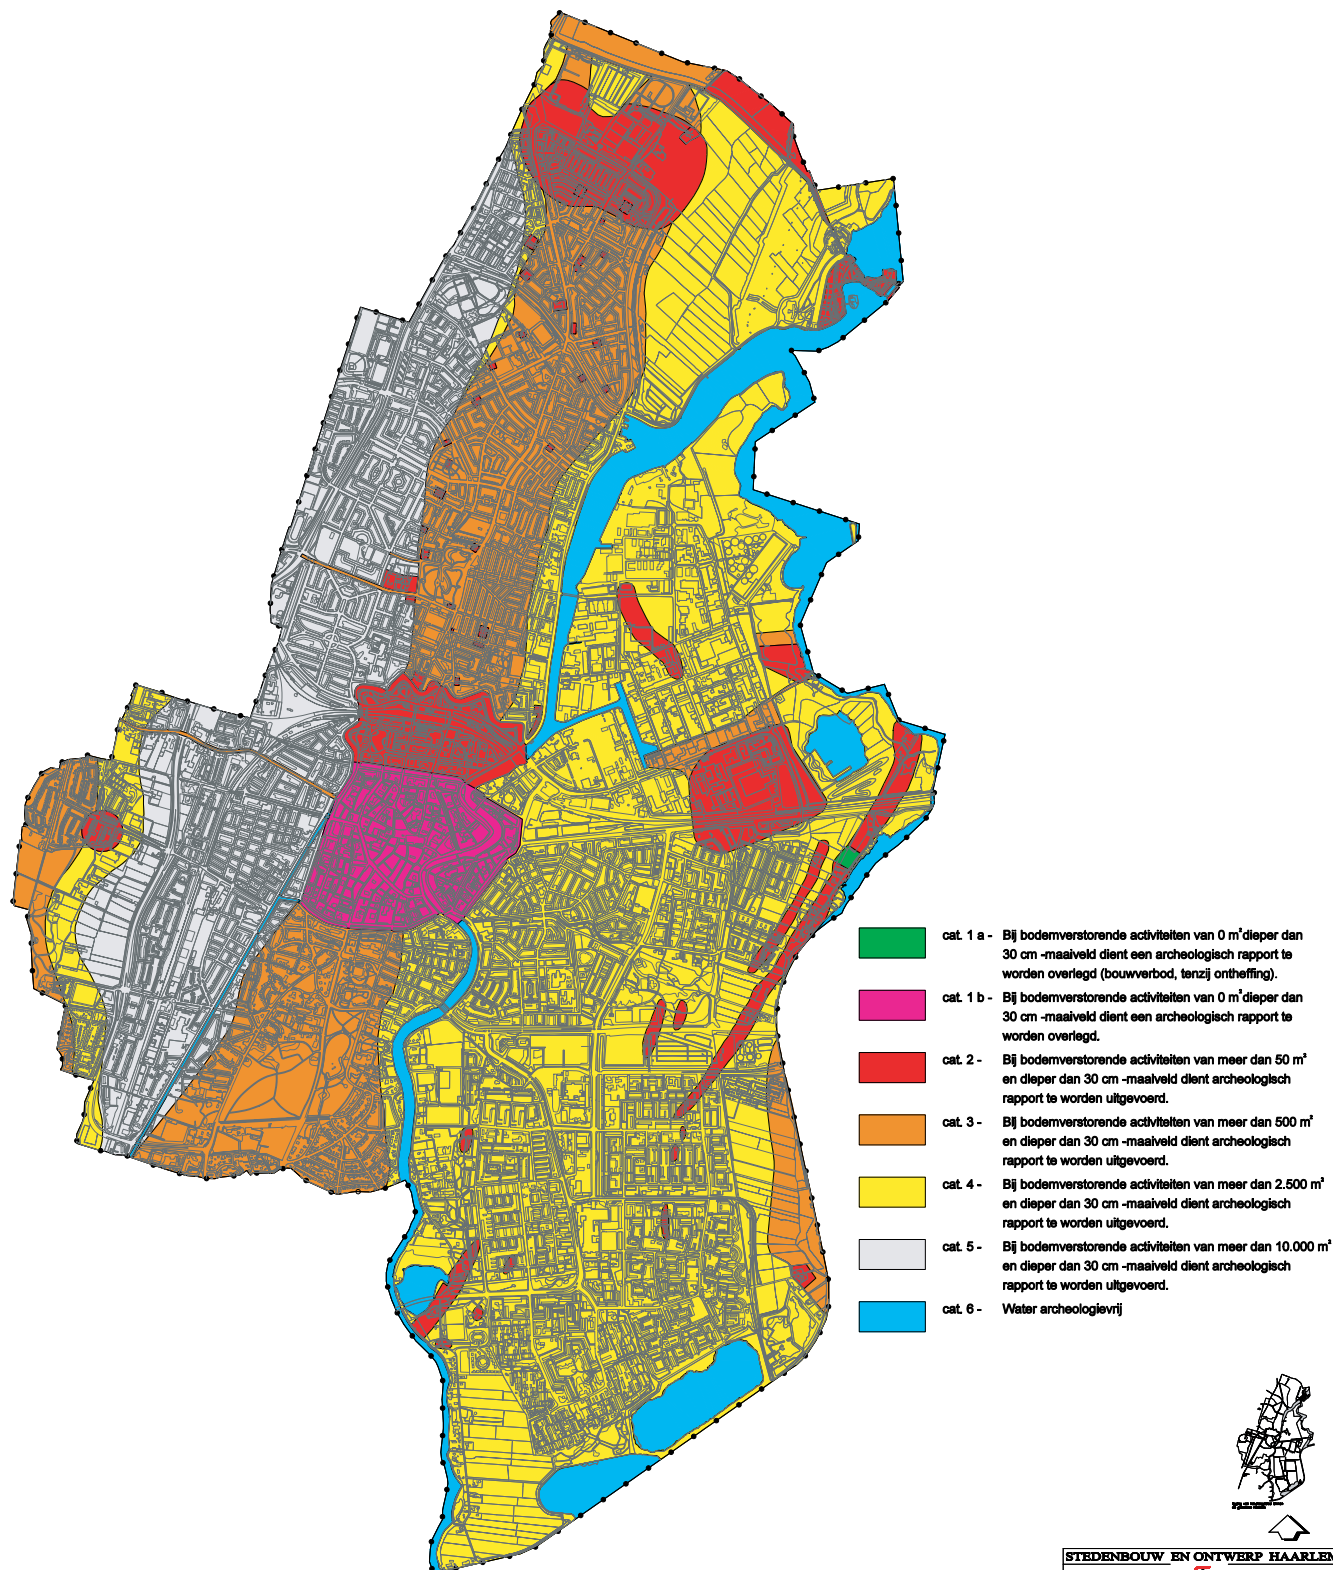 cat. 1 a - Bij bodemverstorende activiteiten van 0 m² dieper dan
30 cm -maaiveld dient een archeologisch rapport te
worden overlegd (bouwverbod, tenzij ontheffing).
cat. 1 b - Bij bodemverstorende activiteiten van 0 m² dieper dan
30 cm -maaiveld dient een archeologisch rapport te
worden overlegd.
cat. 2 - Bij bodemverstorende activiteiten van meer dan 50 m²
en dieper dan 30 cm -maaiveld dient archeologisch
rapport te worden uitgevoerd.
cat. 3 - Bij bodemverstorende activiteiten van meer dan 500 m²
en dieper dan 30 cm -maaiveld dient archeologisch
rapport te worden uitgevoerd.
cat. 4 - Bij bodemverstorende activiteiten van meer dan 2.500 m²
en dieper dan 30 cm -maaiveld dient archeologisch
rapport te worden uitgevoerd.
cat. 5 - Bij bodemverstorende activiteiten van meer dan 10.000 m²
en dieper dan 30 cm -maaiveld dient archeologisch
rapport te worden uitgevoerd.
cat. 6 - Water archeologievrij
STEDENBOUW EN ONTWERP HAARLEM